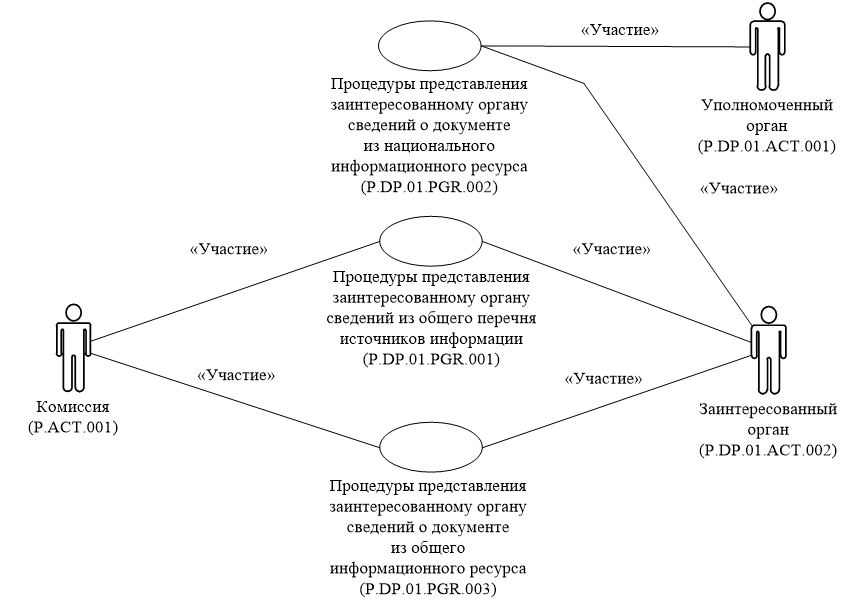 «Участие»
Процедуры представления
заинтересованному органу
сведений о документе
из национального
информационного ресурса
(P.DP.01.PGR.002)
Уполномоченный
орган
(P.DP.01.ACT.001)
«Участие»
«Участие»
«Участие»
Процедуры представления
заинтересованному органу
сведений из общего перечня
источников информации
(P.DP.01.PGR.001)
Комиссия
(P.ACT.001)
«Участие»
«Участие»
Заинтересованный
орган
(P.DP.01.ACT.002)
Процедуры представления
заинтересованному органу
сведений о документе
из общего
информационного ресурса
(P.DP.01.PGR.003)